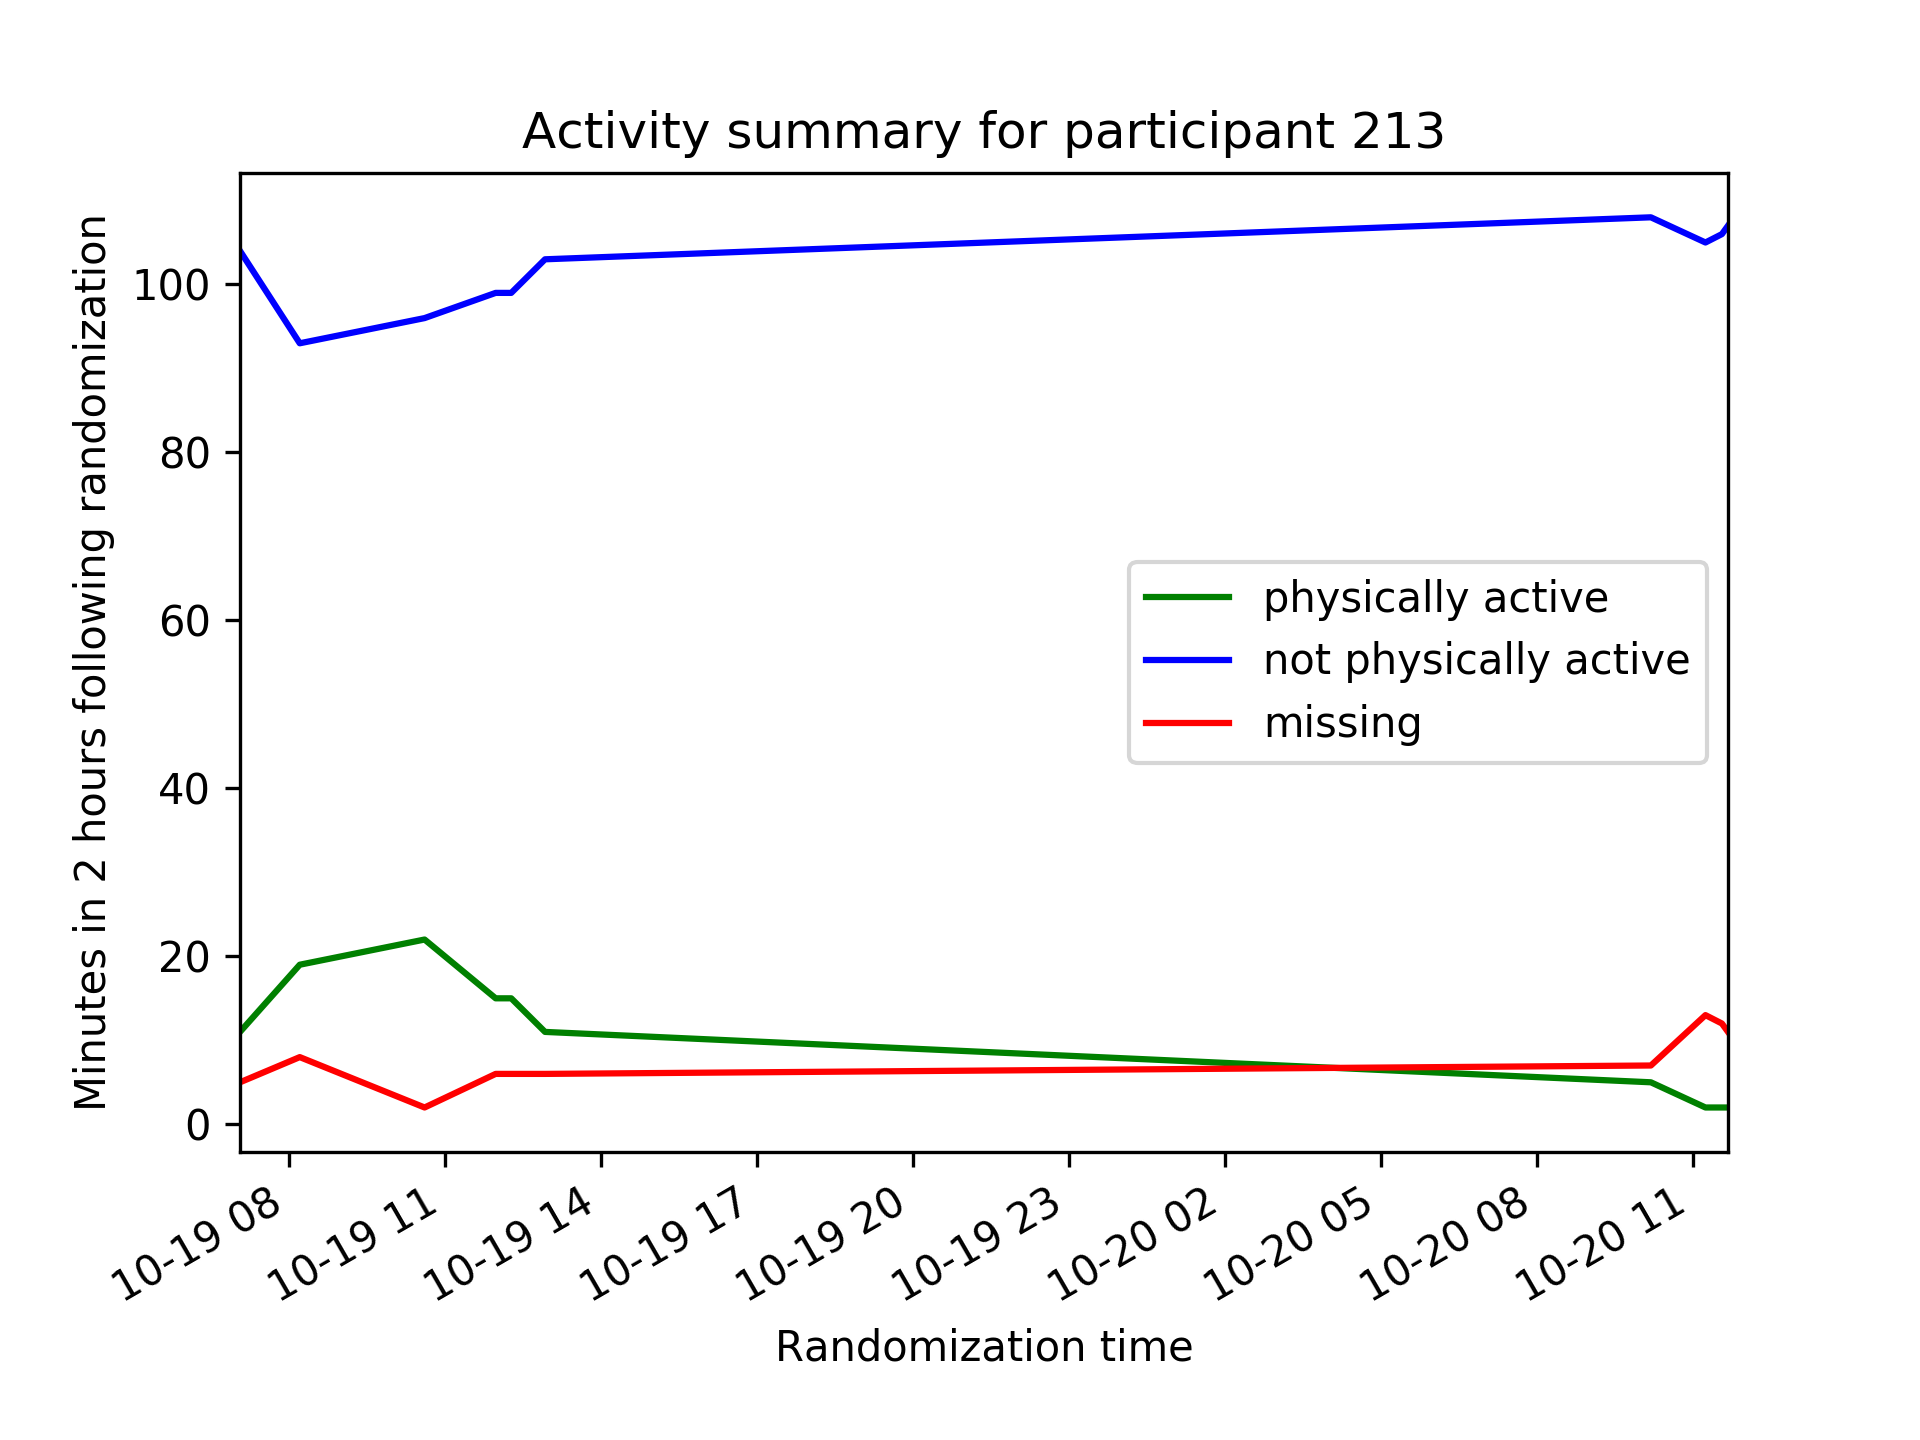 Activity summary for participant 213
Minutes in 2 hours following randomization
100
80
60
40
20
0
physically active
not physically active
missing
10-19 08
10-19 11
10-19 14
10-19 17
10-19 20
10-19 23
10-20 02
10-20 05
10-20 08
10-20 11
Randomization time